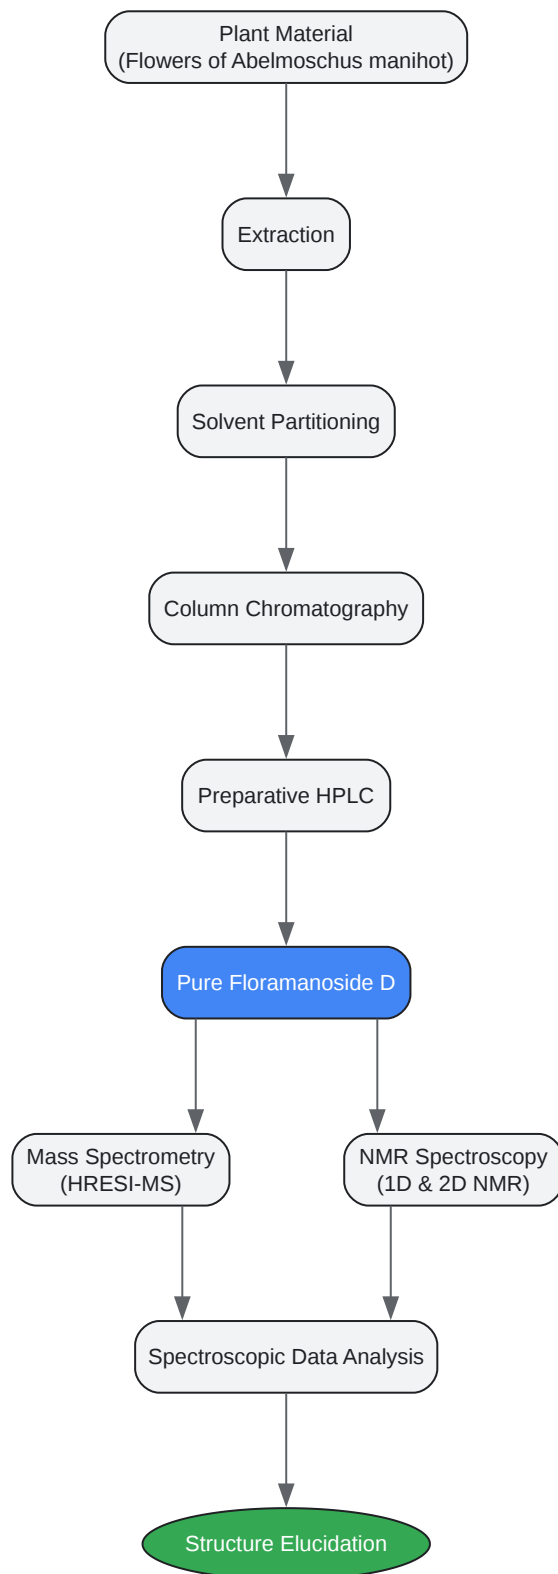 Plant Material
(Flowers of Abelmoschus manihot)
Extraction
Solvent Partitioning
Column Chromatography
Preparative HPLC
Pure Floramanoside D
Mass Spectrometry
(HRESI-MS)
NMR Spectroscopy
(1D & 2D NMR)
Spectroscopic Data Analysis
Structure Elucidation